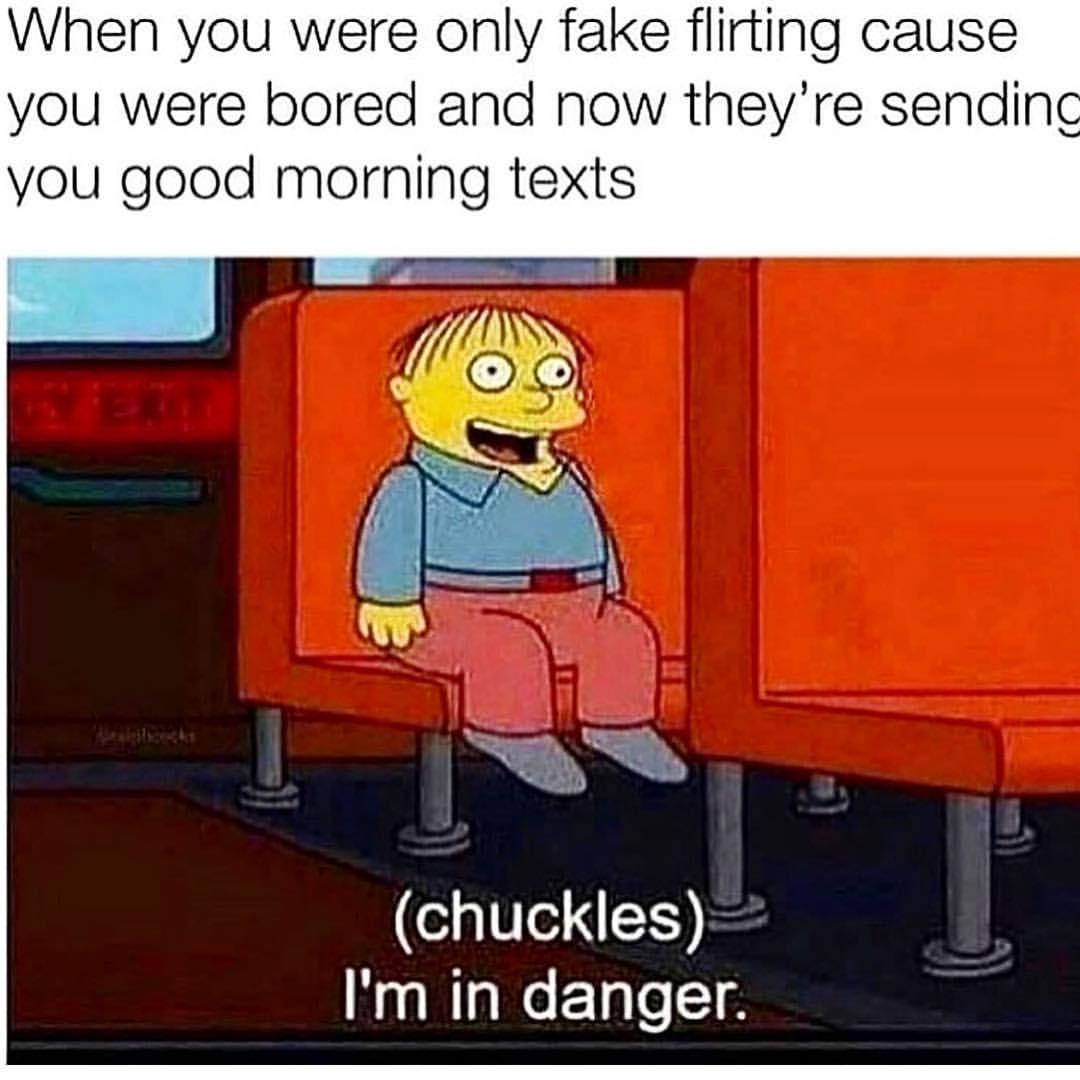 When you were only fake flirting cause
you were bored and now they're sending
you good morning texts
(chuckles)
I'm in danger.